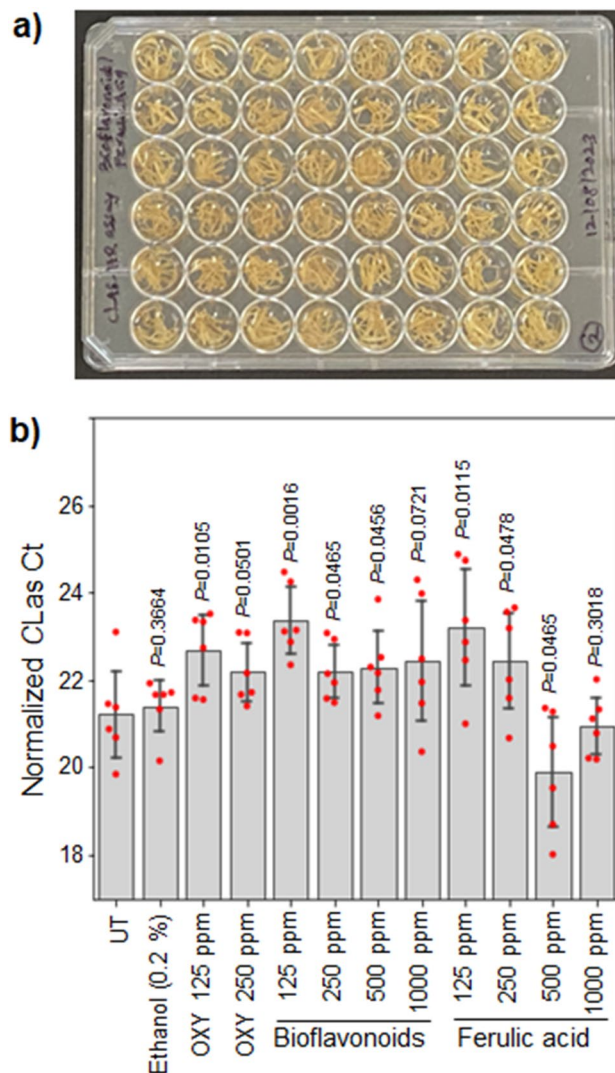 a)
CLAS-HR assay
Bioflavonoid/
12/08/2023
2
b)
Normalized CLas Ct
26
24
22
20
18
P=0.3664
P=0.0105
P=0.0501
P=0.0016
P=0.0465
P=0.0456
P=0.0721
P=0.0115
P=0.0478
P=0.0465
P=0.3018
UT
Ethanol (0.2 %)
OXY 125 ppm
OXY 250 ppm
125 ppm
250 ppm
500 ppm
1000 ppm
125 ppm
250 ppm
500 ppm
1000 ppm
Bioflavonoids
Ferulic acid